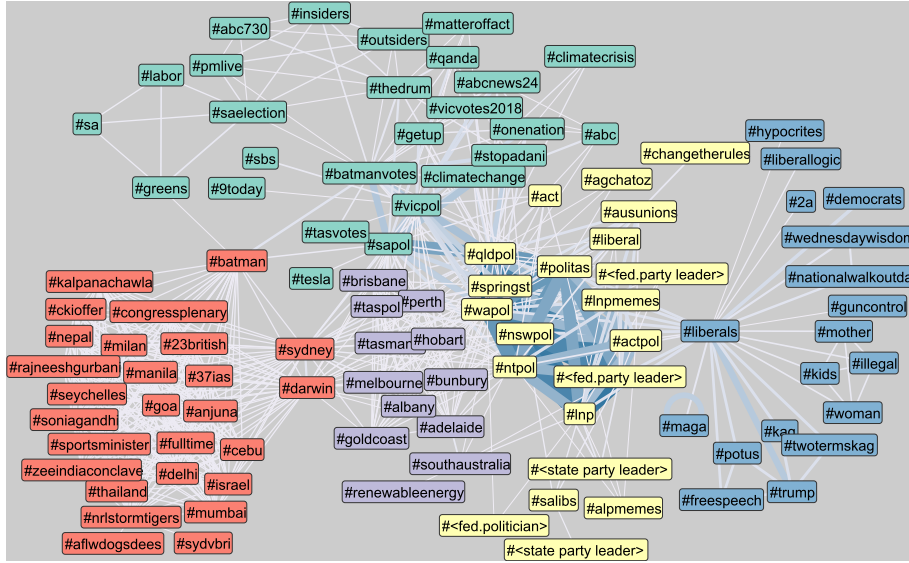 #insiders
#abc730
#matteroffact
#outsiders
#qanda
#climatecrisis
#pmlive
#labor
#abcnews24
#thedrum
#vicvotes2018
#saelection
#sa
#getup
#onenation
#abc
#hypocrites
#changetherules
#liberallogic
#sbs
#stopadani
#batmanvotes
#climatechange
#agchatoz
#greens
#9today
#act
#2a
#democrats
#vicpol
#ausunions
#tasvotes
#liberal
#wednesdaywisdom
#sapol
#qldpol
#batman
#politas
#<fed.party leader>
#tesla
#brisbane
#nationalwalkoutda
#kalpanachawla
#springst
#perth
#lnpmemes
#ckioffer
#congressplenary
#taspol
#wapol
#guncontrol
#nepal
#milan
#23british
#sydney
#hobart
#nswpol
#actpol
#liberals
#mother
#rajneeshgurban
#manila
#37ias
#darwin
#ntpol
#illegal
#melbourne
#bunbury
#<fed.party leader>
#kids
#seychelles
#goa
#anjuna
#albany
#lnp
#woman
#soniagandhi
#adelaide
#maga
#sportsminister
#fulltime
#cebu
#goldcoast
#twotermskag
#potus
#zeeindiaconclave
#delhi
#israel
#southaustralia
#<state party leader>
#thailand
#renewableenergy
#salibs
#alpmemes
#freespeech
#trump
#nrlstormtigers
#mumbai
#<fed.politician>
#aflwdogsdees
#sydvbri
#<state party leader>